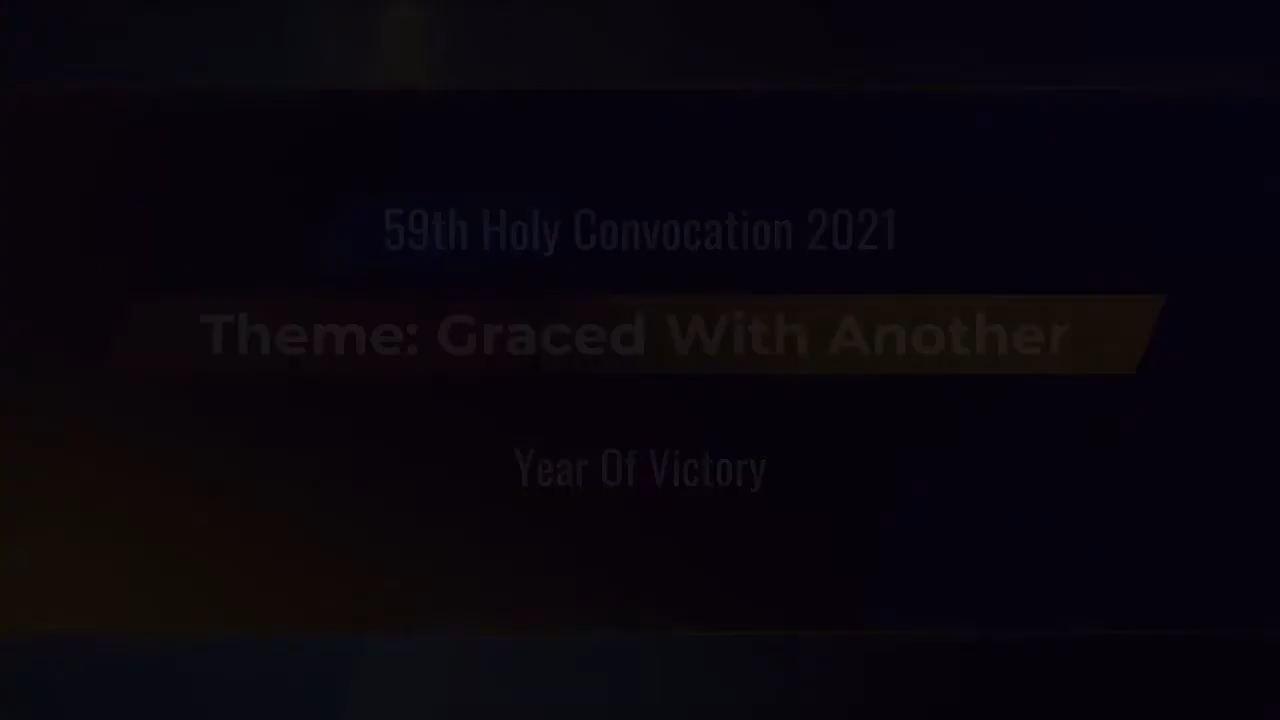 59th Holy Convocation 2021
Theme: Graced With Another
Year Of Victory